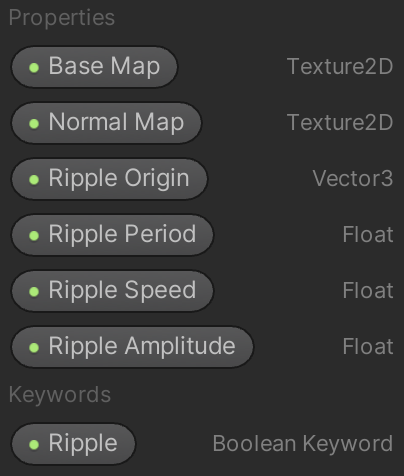 Properties
Base Map Texture2D
Normal Map Texture2D
Ripple Origin Vector3
Ripple Period Float
Ripple Speed Float
Ripple Amplitude Float
Keywords
Ripple Boolean Keyword